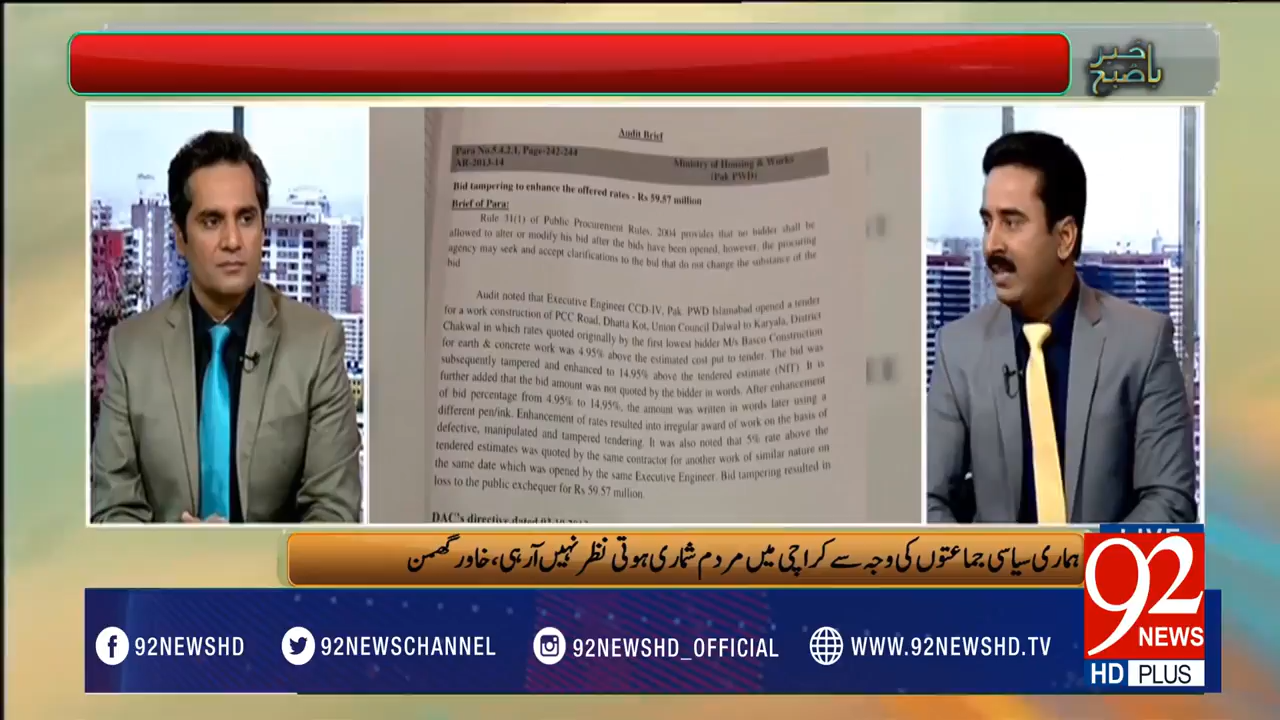 باخبر صبح
Audit Brief
Para No.5.4.2.1, Page-242-244
AR-2013-14
Ministry of Housing & Works
(Pak PWD)
Bid tampering to enhance the offered rates - Rs 59.57 million
Brief of Para:
Rule 31(1) of Public Procurement Rules, 2004 provides that no bidder shall be
allowed to alter or modify his bid after the bids have been opened, however, the procuring
agency may seek and accept clarifications to the bid that do not change the substance of the
bid
Audit noted that Executive Engineer CCD-IV, Pak PWD Islamabad opened a tender
for a work construction of PCC Road, Dhatta Kot, Union Council Dalwal to Karyala, District
Chakwal in which rates quoted originally by the first lowest bidder M/s Basco Construction
for earth & concrete work was 4.95% above the estimated cost put to tender. The bid was
subsequently tampered and enhanced to 14.95% above the tendered estimate (NIT). It is
further added that the bid amount was not quoted by the bidder in words. After enhancement
of bid percentage from 4.95% to 14.95%, the amount was written in words later using a
different pen/ink. Enhancement of rates resulted into irregular award of work on the basis of
defective, manipulated and tampered tendering. It was also noted that 5% rate above the
tendered estimates was quoted by the same contractor for another work of similar nature on
the same date which was opened by the same Executive Engineer. Bid tampering resulted in
loss to the public exchequer for Rs 59.57 million.
DAC's directive dated
ہماری سیاسی جماعتوں کی وجہ سے کراچی میں مردم شماری ہوتی نظر نہیں آرہی، خاور گھمن
LIVE
92
NEWS
HD PLUS
92NEWSHD
92NEWSCHANNEL
92NEWSHD_OFFICIAL
WWW.92NEWSHD.TV